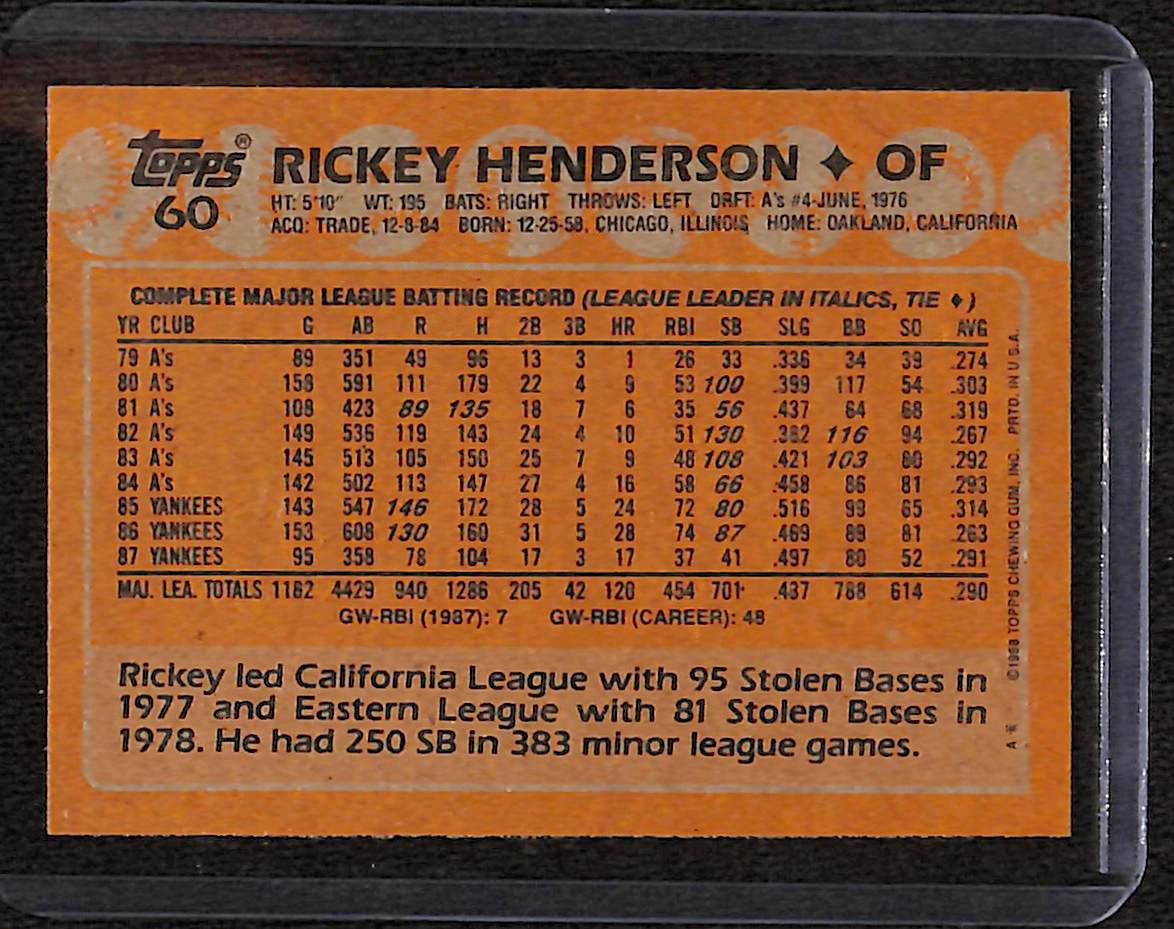 Topps® RICKEY HENDERSON ✦ OF
60
HT: 5'10" WT: 195 BATS: RIGHT THROWS: LEFT DRFT: A's #4-JUNE, 1976
ACQ: TRADE, 12-8-84 BORN: 12-25-58, CHICAGO, ILLINOIS HOME: OAKLAND, CALIFORNIA
COMPLETE MAJOR LEAGUE BATTING RECORD (LEAGUE LEADER IN ITALICS, TIE ♦)
YR CLUB G AB R H 2B 3B HR RBI SB SLG BB SO AVG
79 A's 89 351 49 96 13 3 1 26 33 .336 34 39 .274
80 A's 158 591 111 179 22 4 9 53 100 .399 117 54 .303
81 A's 108 423 89 135 18 7 6 35 56 .437 64 68 .319
82 A's 149 536 119 143 24 4 10 51 130 .382 116 94 .267
83 A's 145 513 105 150 25 7 9 48 108 .421 103 80 .292
84 A's 142 502 113 147 27 4 16 58 66 .458 86 81 .293
85 YANKEES 143 547 146 172 28 5 24 72 80 .516 99 65 .314
86 YANKEES 153 608 130 160 31 5 28 74 87 .469 89 81 .263
87 YANKEES 95 358 78 104 17 3 17 37 41 .497 80 52 .291
MAJ. LEA. TOTALS 1182 4429 940 1286 205 42 120 454 701 .437 788 614 .290
GW-RBI (1987): 7 GW-RBI (CAREER): 48
Rickey led California League with 95 Stolen Bases in
1977 and Eastern League with 81 Stolen Bases in
1978. He had 250 SB in 383 minor league games.
©1988 TOPPS CHEWING GUM, INC. PRTD. IN U.S.A.